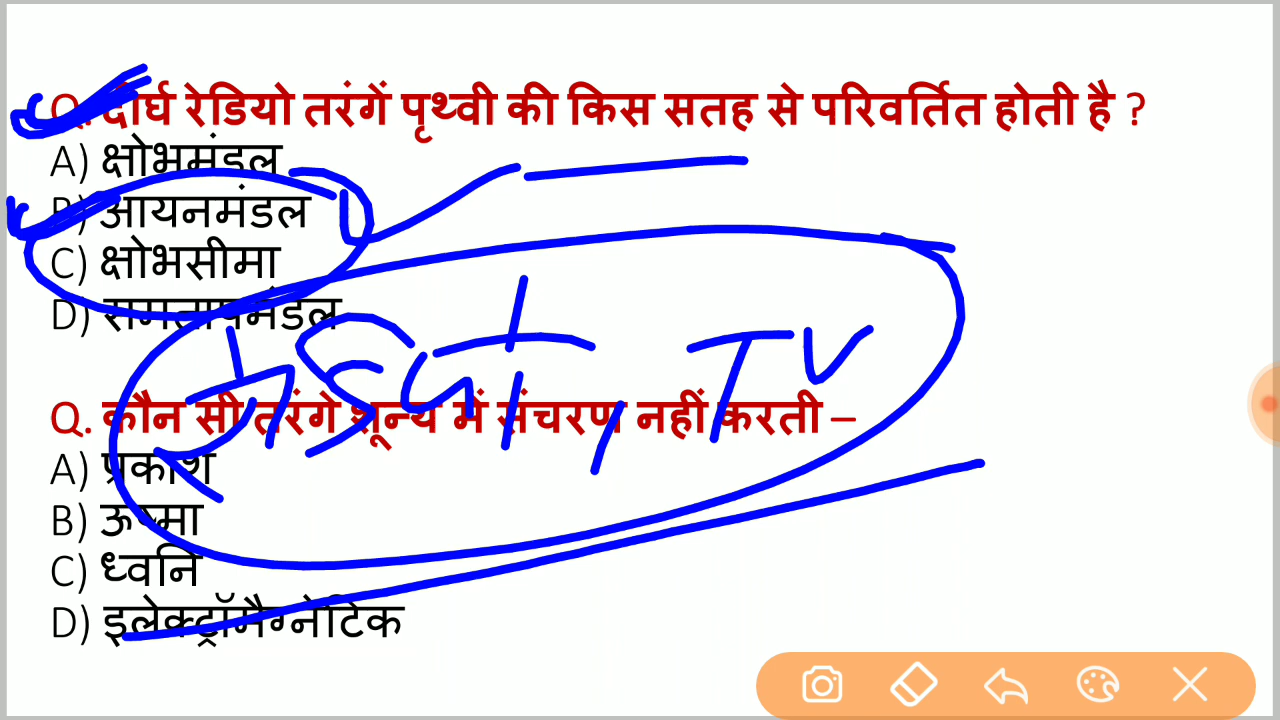 Q. दीर्घ रेडियो तरंगें पृथ्वी की किस सतह से परिवर्तित होती है ?
A) क्षोभमंडल
B) आयनमंडल
C) क्षोभसीमा
D) समतापमंडल
TV
Q. कौन सी तरंगे शून्य में संचरण नहीं करती –
A) प्रकाश
B) ऊष्मा
C) ध्वनि
D) इलेक्ट्रॉमैग्नेटिक